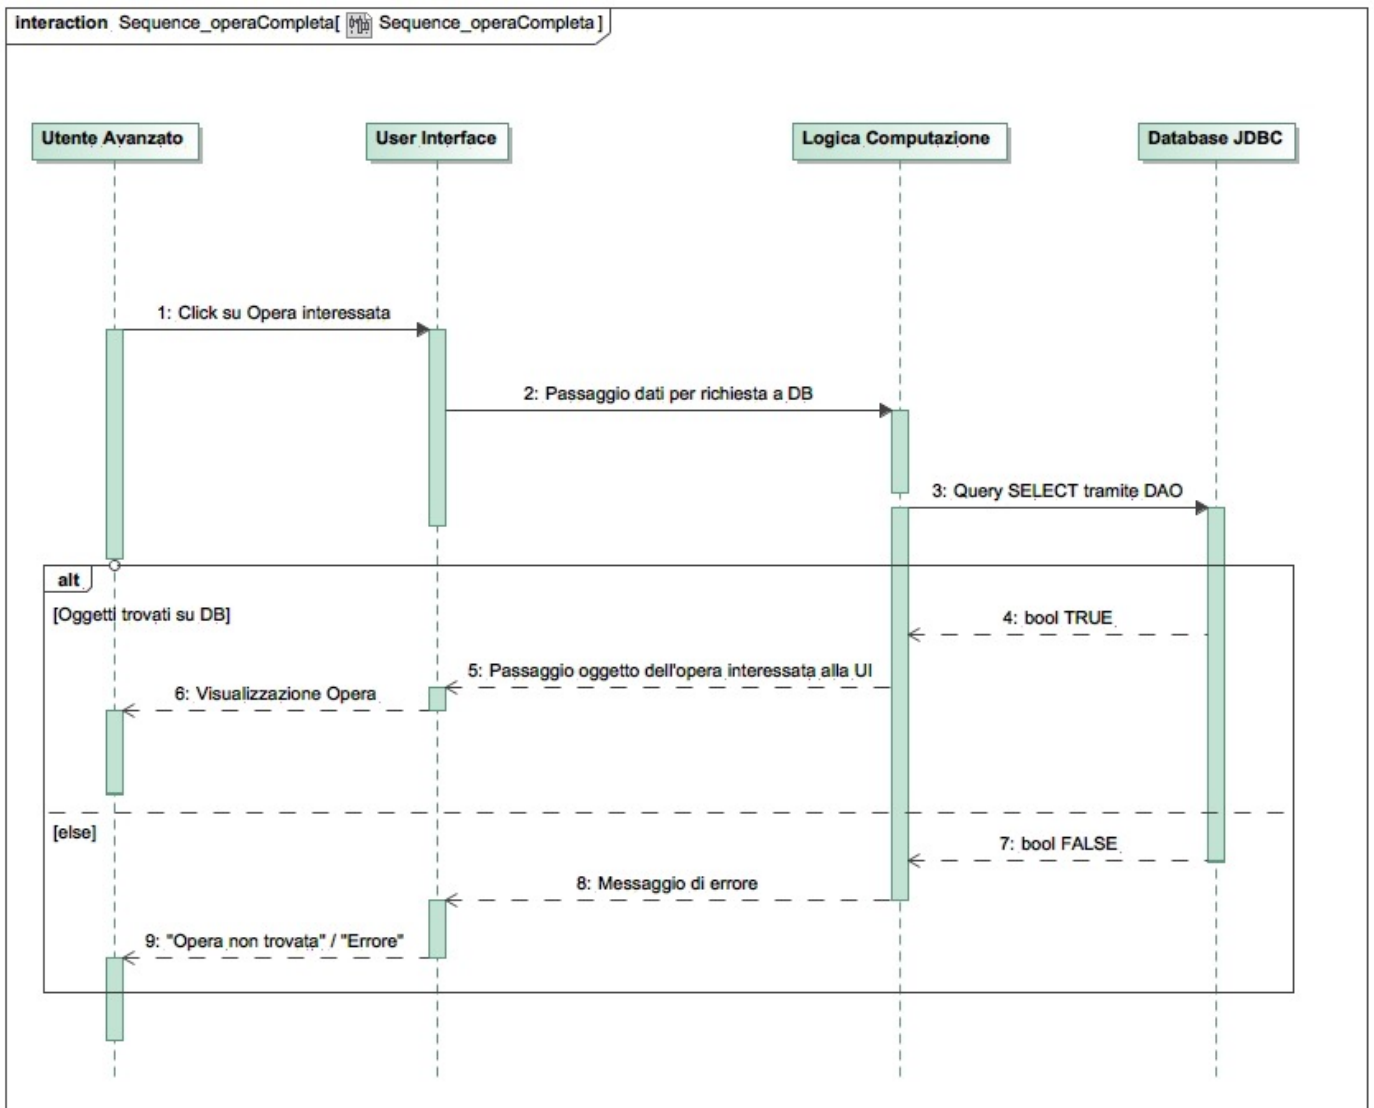 interaction Sequence_operaCompleta[ Sequence_operaCompleta ]
Utente Avanzato
User Interface
Logica Computazione
Database JDBC
1: Click su Opera interessata
2: Passaggio dati per richiesta a DB
3: Query SELECT tramite DAO
alt
[Oggetti trovati su DB]
4: bool TRUE
5: Passaggio oggetto dell'opera interessata alla UI
6: Visualizzazione Opera
[else]
7: bool FALSE
8: Messaggio di errore
9: "Opera non trovata" / "Errore"